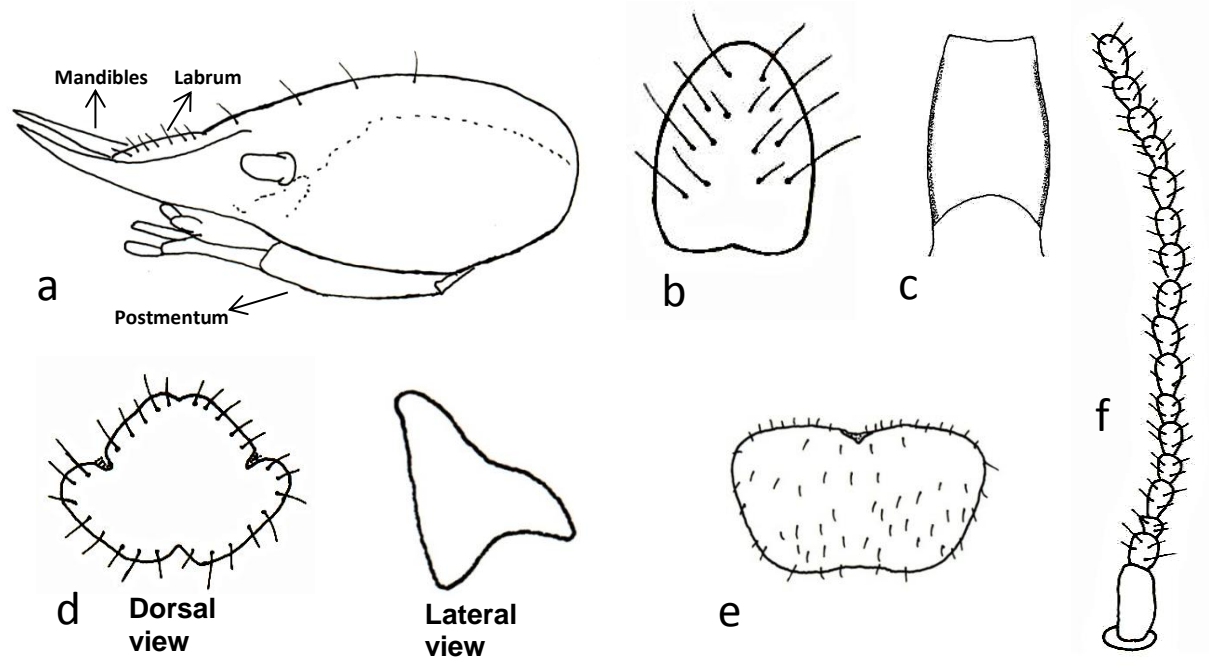 Mandibles
Labrum
Postmentum
a
b
c
d
Dorsal
view
Lateral
view
e
f